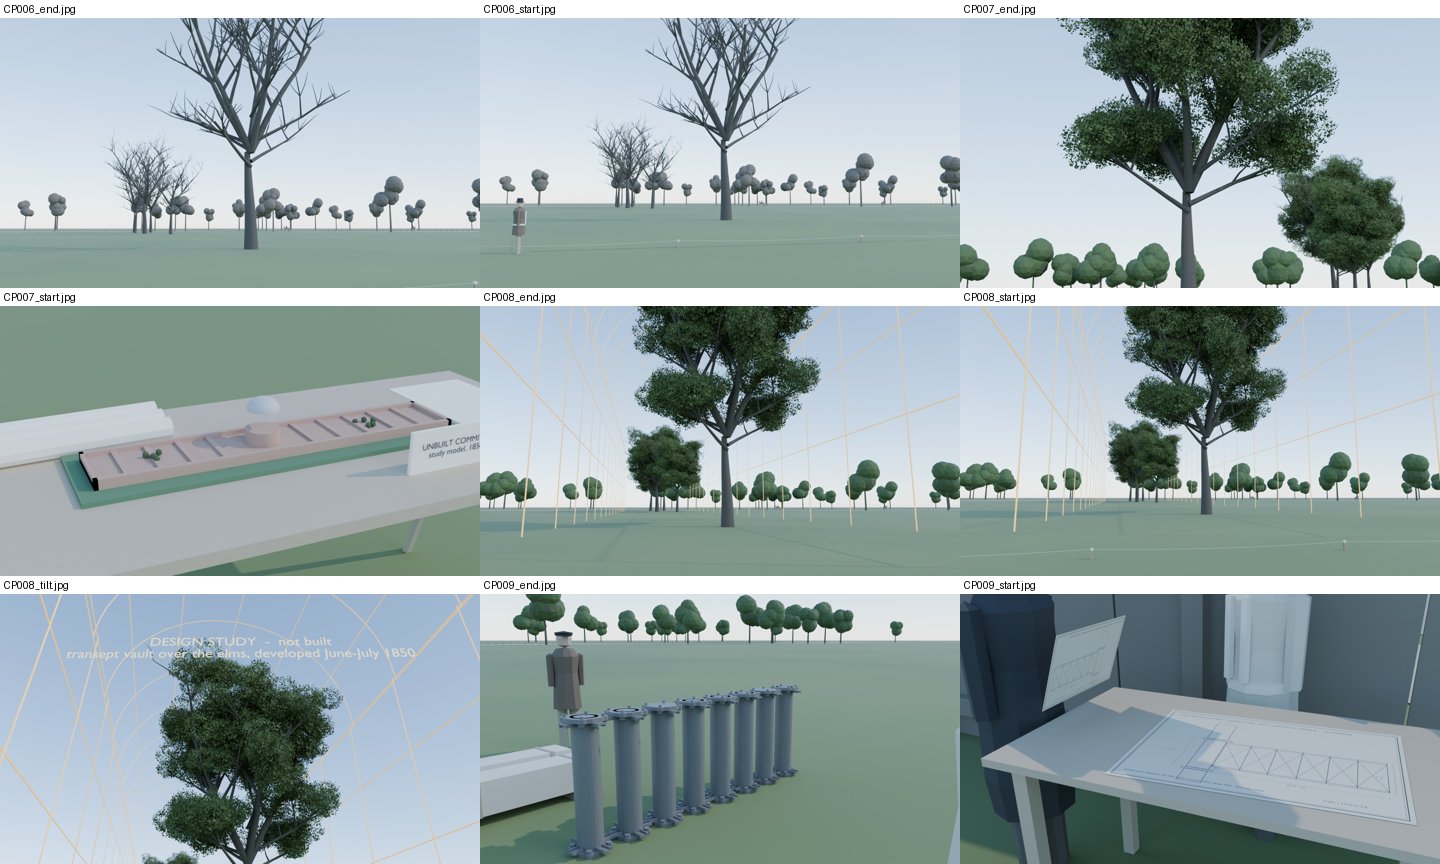 CP006_end.jpg
CP006_start.jpg
CP007_end.jpg
CP007_start.jpg
CP008_end.jpg
CP008_start.jpg
UNBUILT COMMI
study model, 185
CP008_tilt.jpg
CP009_end.jpg
CP009_start.jpg
DESIGN STUDY - not built
transept vault over the elms, developed June-July 1850